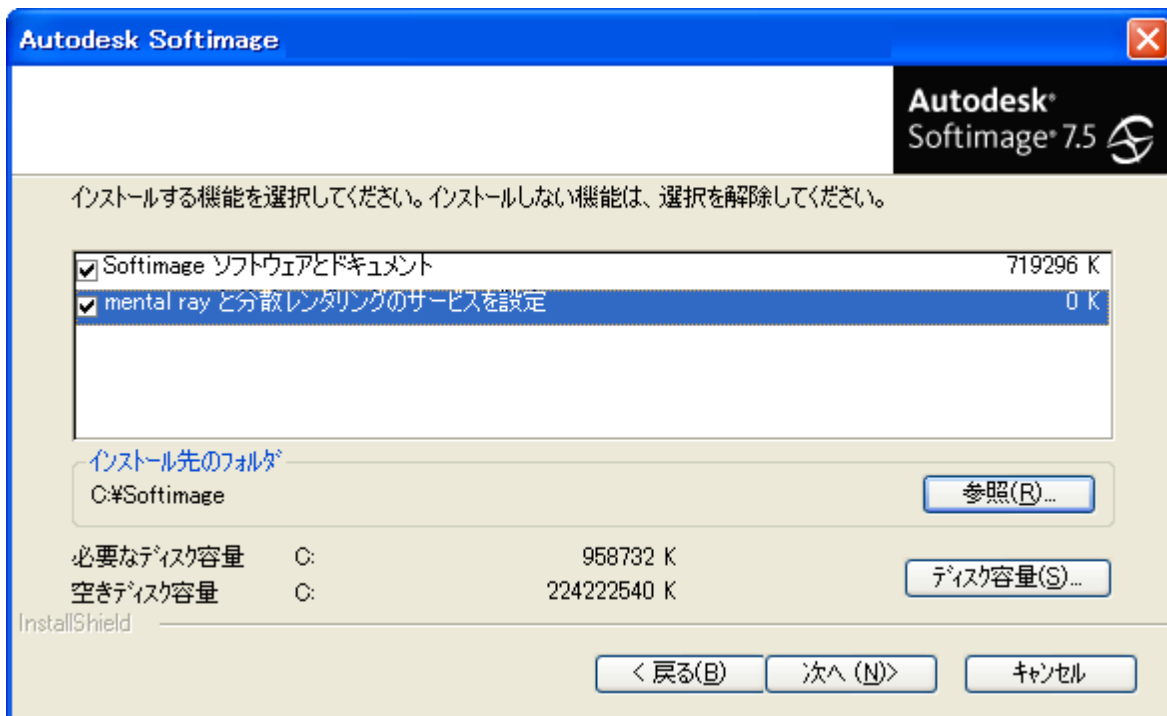 Autodesk Softimage
Autodesk®
Softimage® 7.5
インストールする機能を選択してください。インストールしない機能は、選択を解除してください。
Softimage ソフトウェアとドキュメント 719296 K
mental ray と分散レンダリングのサービスを設定 0 K
インストール先のフォルダ
C:¥Softimage 参照(R)...
必要なディスク容量 C: 958732 K
空きディスク容量 C: 224222540 K
ディスク容量(S)...
InstallShield
< 戻る(B) 次へ (N)> キャンセル